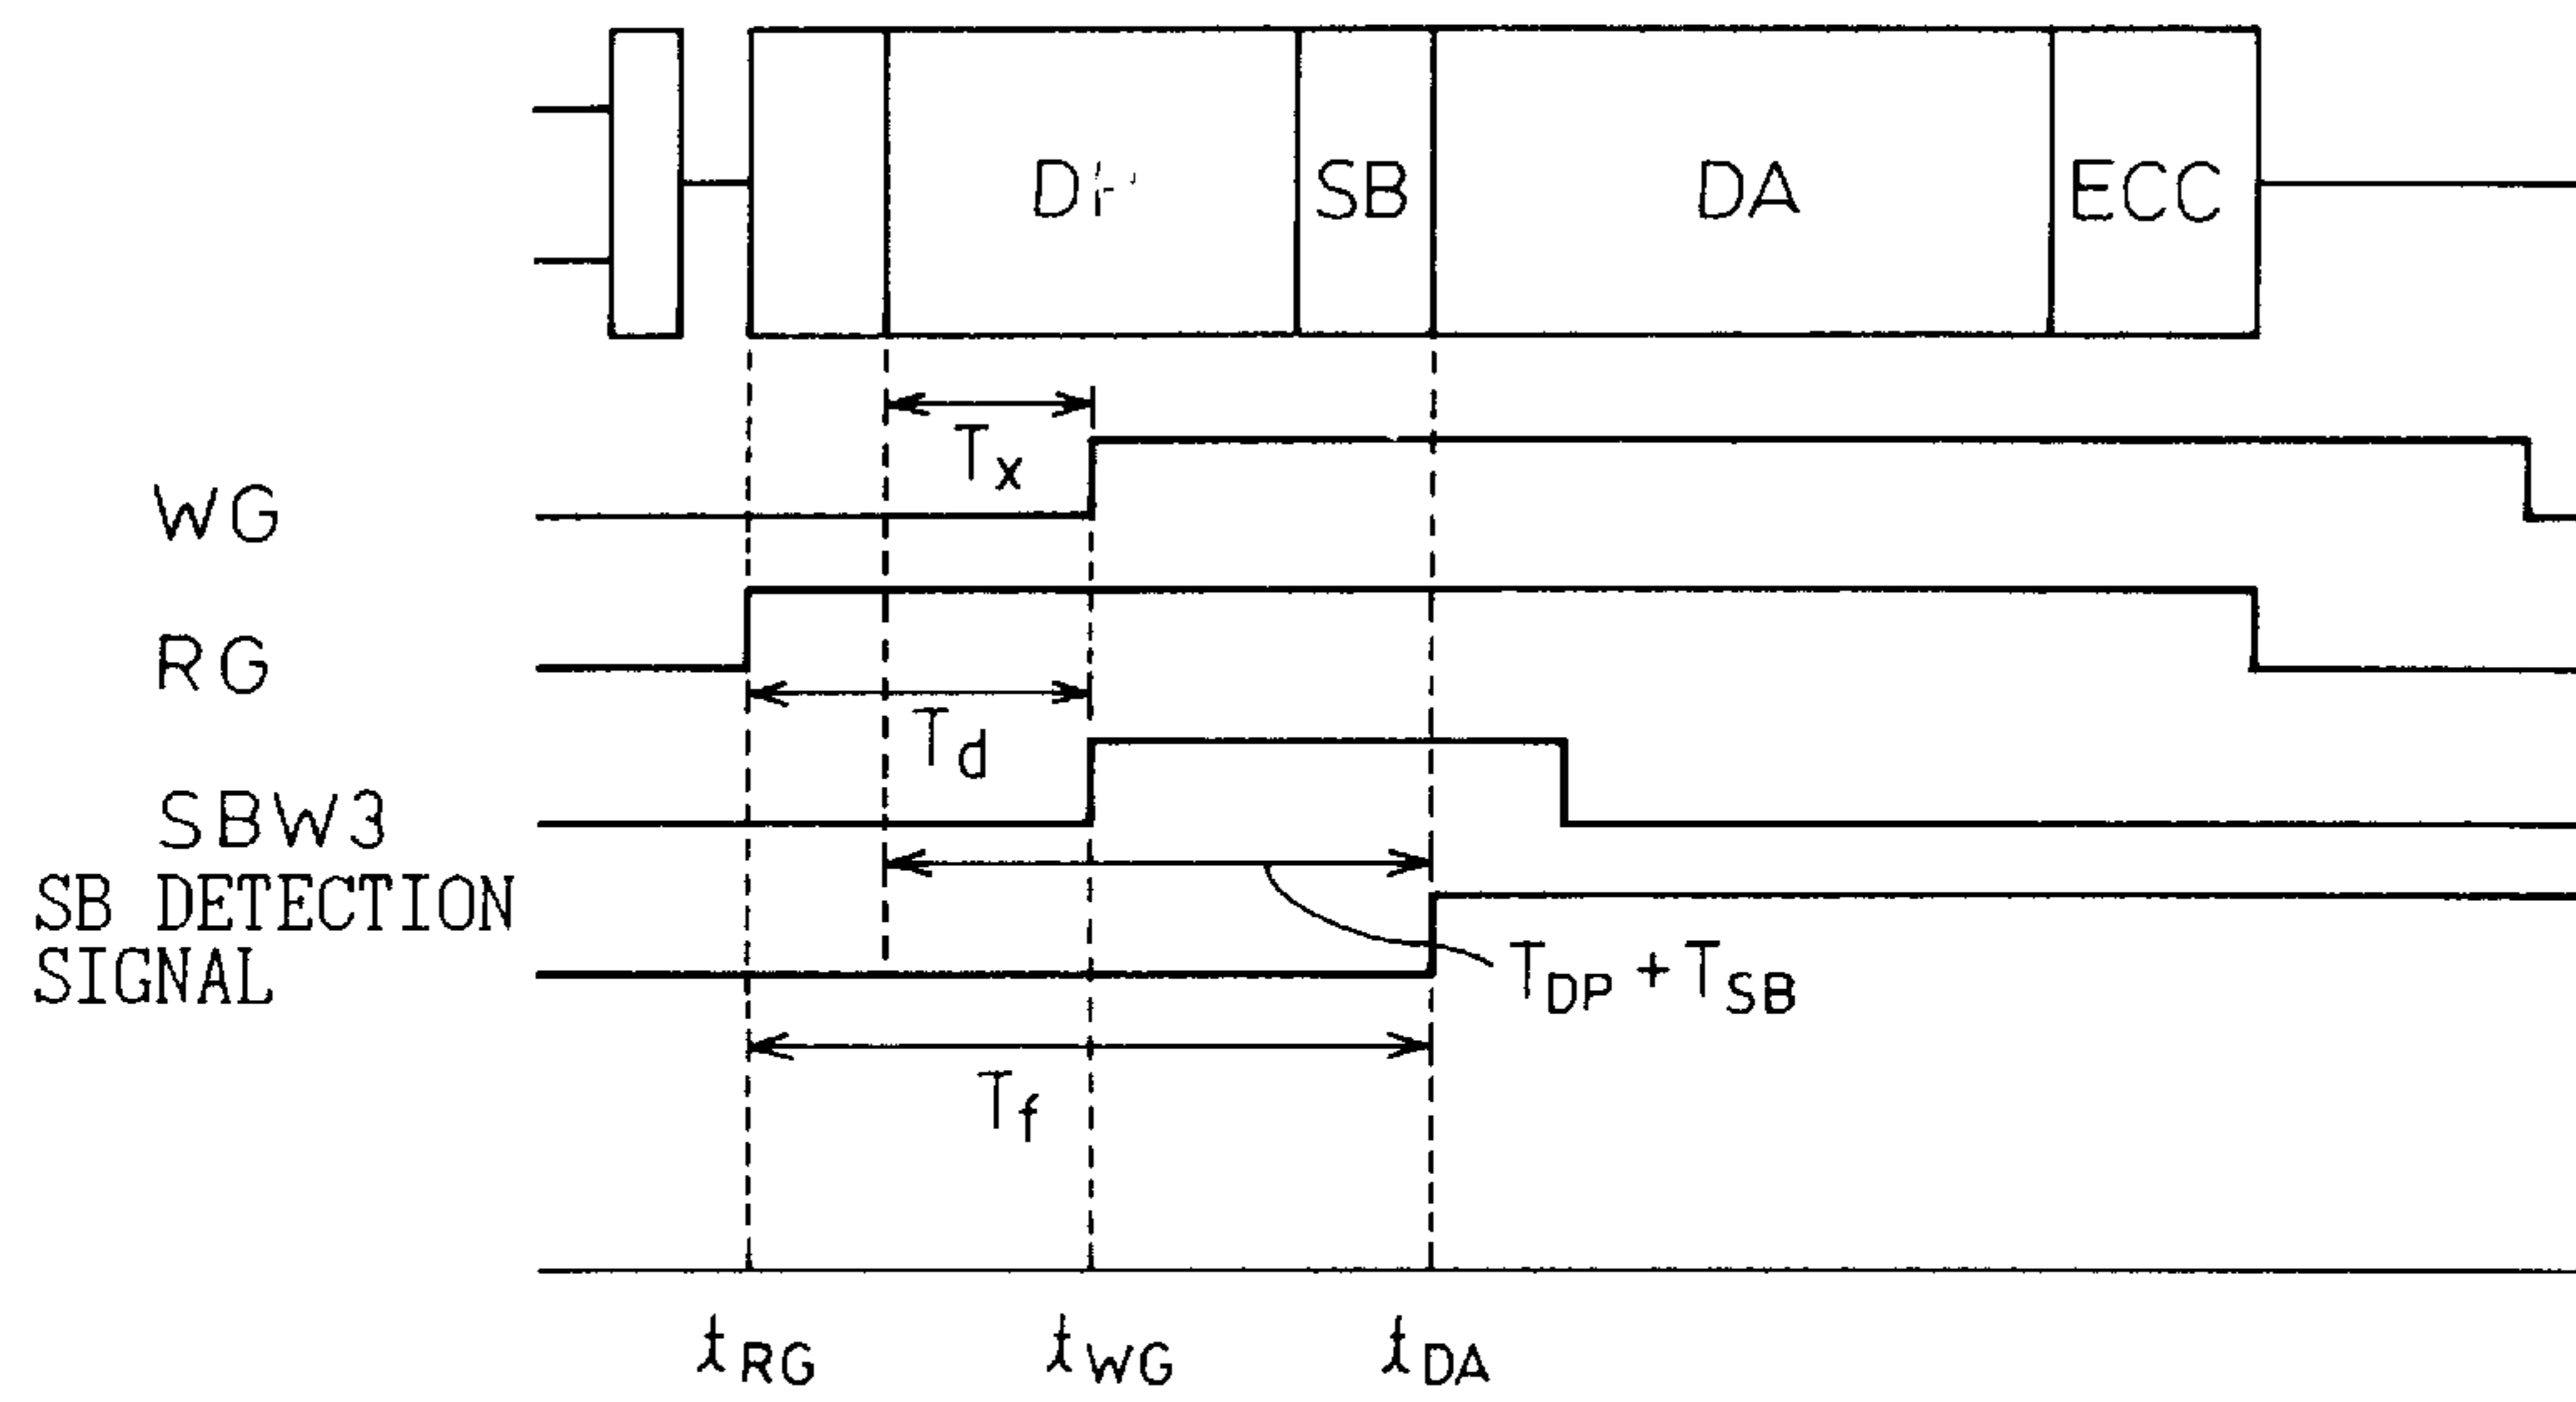 SB
DA
ECC
Tx
WG
RG
Td
SBW3
SB DETECTION
SIGNAL
TDP + TSB
Tf
tRG
tWG
tDA